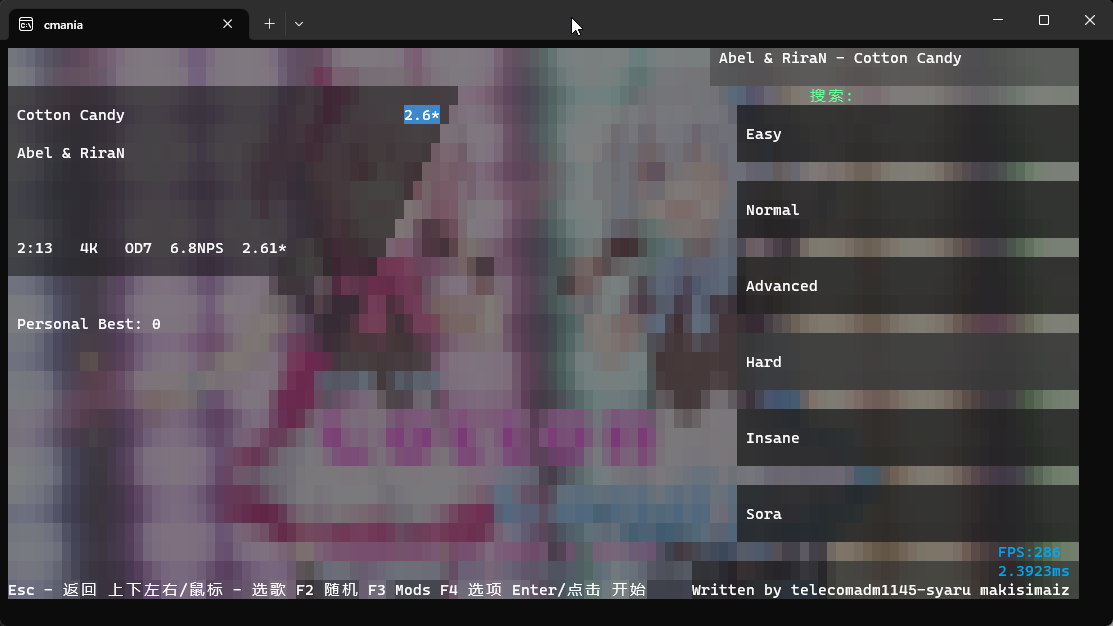 cmania
Abel & RiraN - Cotton Candy
搜索:
Cotton Candy 2.6*
Abel & RiraN
2:13 4K OD7 6.8NPS 2.61*
Personal Best: 0
Easy
Normal
Advanced
Hard
Insane
Sora
FPS:286
2.3923ms
Esc - 返回 上下左右/鼠标 - 选歌 F2 随机 F3 Mods F4 选项 Enter/点击 开始
Written by telecomadm1145-syaru makisimaiz